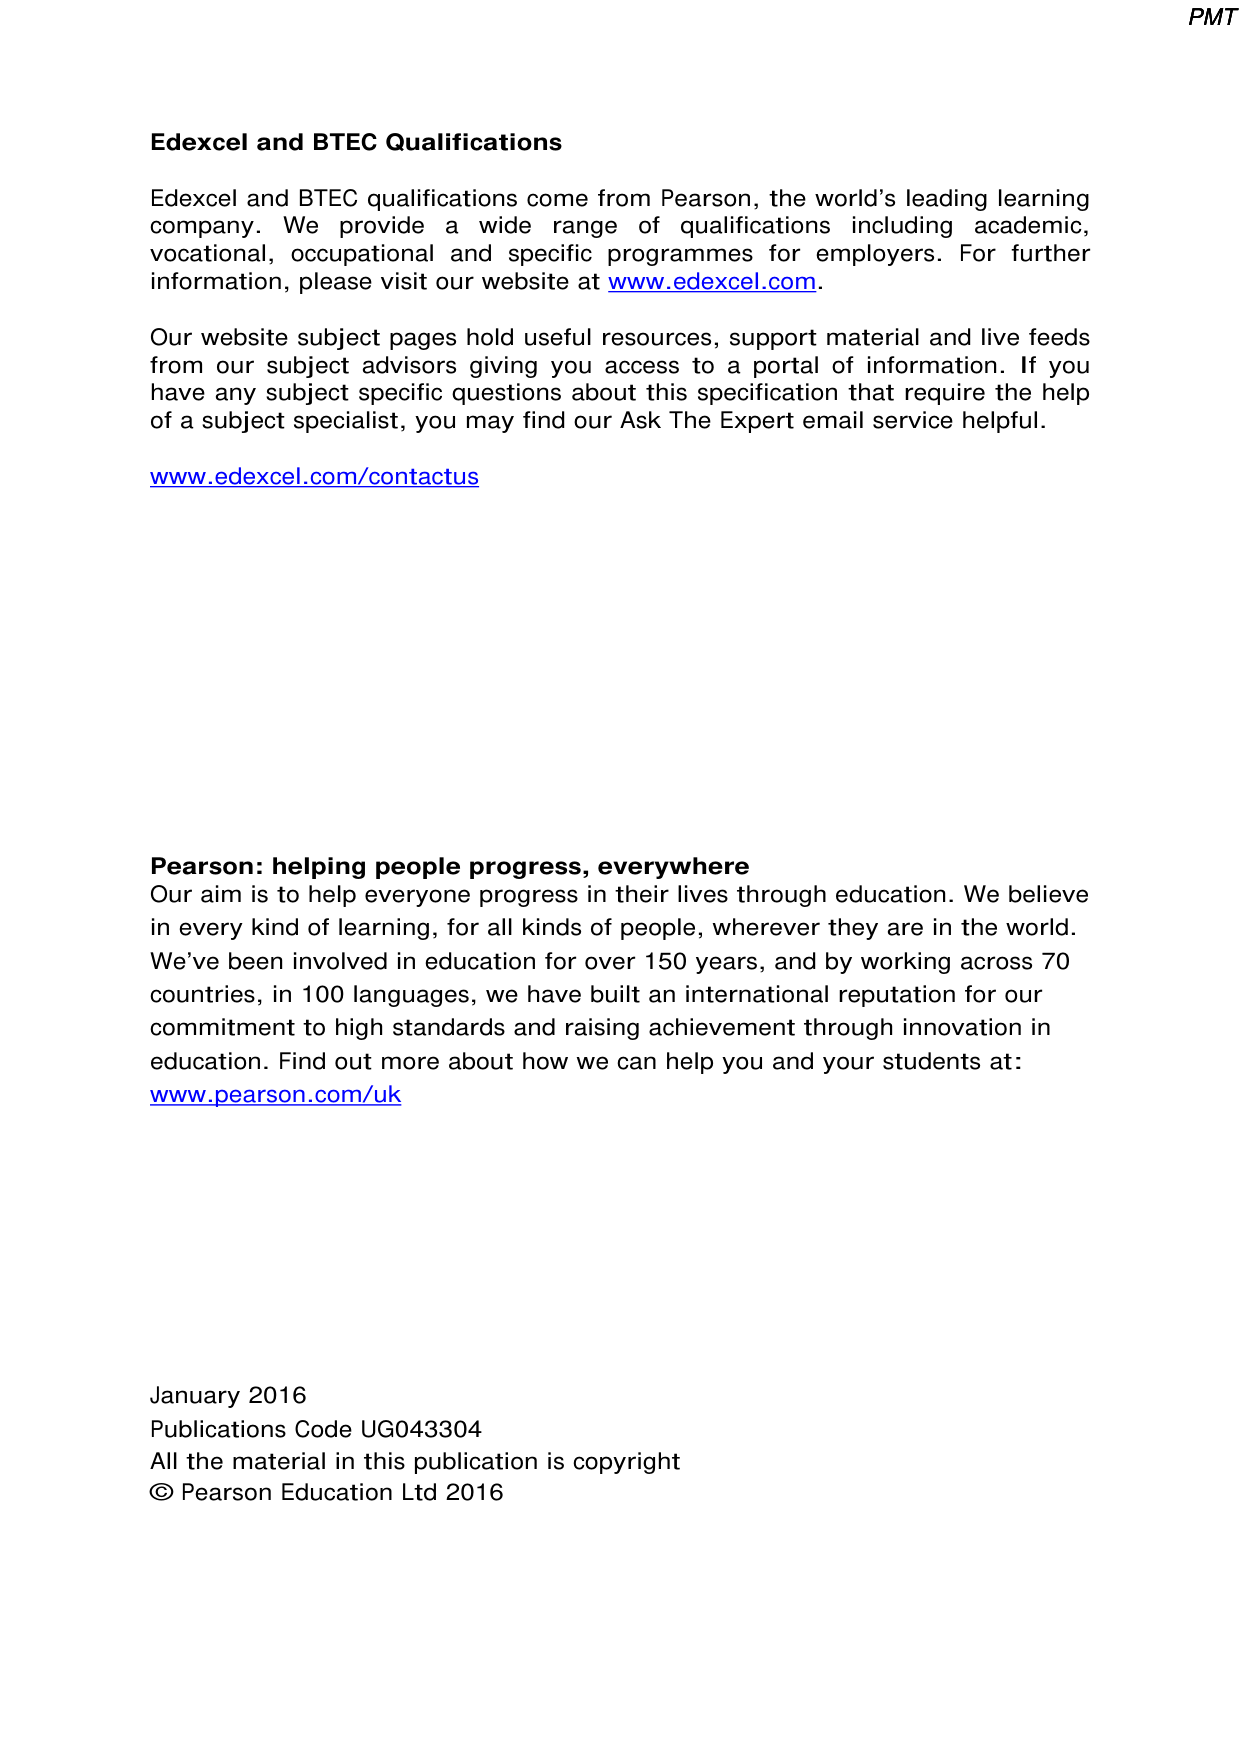 PMT
Edexcel and BTEC Qualifications
Edexcel and BTEC qualifications come from Pearson, the world’s leading learning
company. We provide a wide range of qualifications including academic,
vocational, occupational and specific programmes for employers. For further
information, please visit our website at www.edexcel.com.
Our website subject pages hold useful resources, support material and live feeds
from our subject advisors giving you access to a portal of information. If you
have any subject specific questions about this specification that require the help
of a subject specialist, you may find our Ask The Expert email service helpful.
www.edexcel.com/contactus
Pearson: helping people progress, everywhere
Our aim is to help everyone progress in their lives through education. We believe
in every kind of learning, for all kinds of people, wherever they are in the world.
We’ve been involved in education for over 150 years, and by working across 70
countries, in 100 languages, we have built an international reputation for our
commitment to high standards and raising achievement through innovation in
education. Find out more about how we can help you and your students at:
www.pearson.com/uk
January 2016
Publications Code UG043304
All the material in this publication is copyright
© Pearson Education Ltd 2016